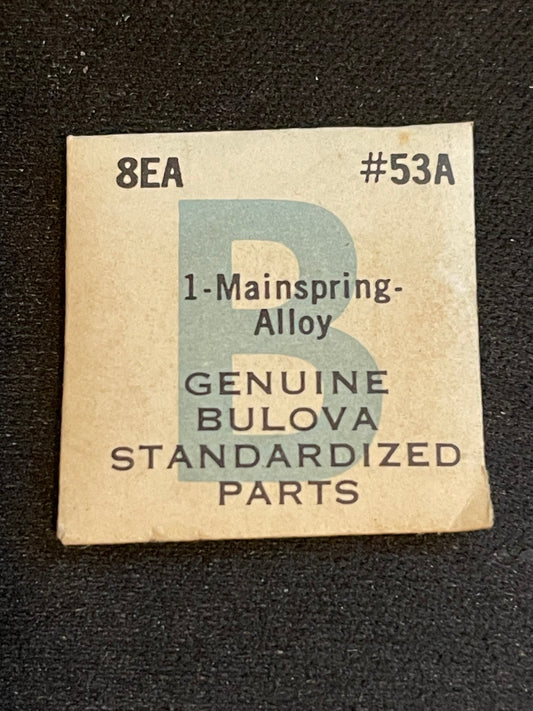 8EA #53A
B
1-Mainspring-
Alloy
GENUINE
BULOVA
STANDARDIZED
PARTS